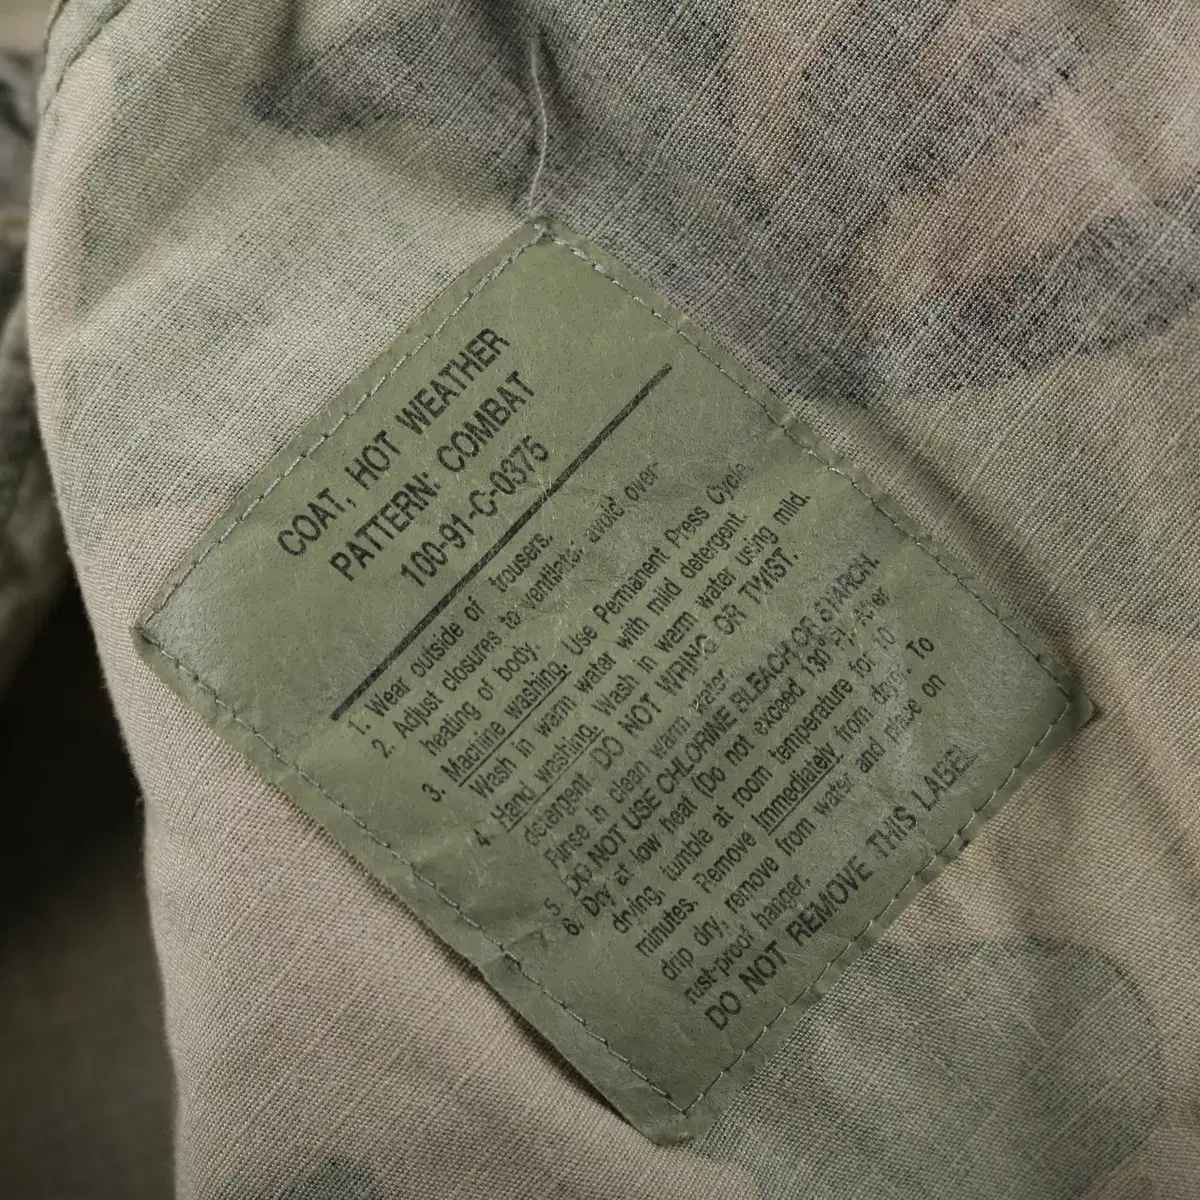 COAT, HOT WEATHER
PATTERN: COMBAT
100-91-C-0375
1. Wear outside of trousers.
2. Adjust closures to ventilate, avoid over-
heating of body.
3. Machine washing. Use Permanent Press Cycle.
Wash in warm water with mild detergent.
4. Hand washing. Wash in warm water using mild.
detergent. DO NOT WRING OR TWIST.
Rinse in clean warm water.
5. DO NOT USE CHLORINE BLEACH OR STARCH.
6. Dry at low heat (Do not exceed 130 After
drying, tumble at room temperature for 10
minutes. Remove Immediately from dryer. To
drip dry, remove from water and place on
rust-proof hanger.
DO NOT REMOVE THIS LABEL